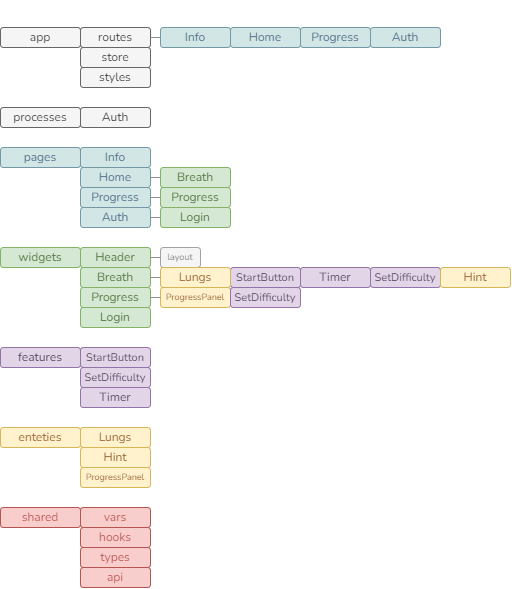 app routes Info Home Progress Auth
store
styles
processes Auth
pages Info
Home Breath
Progress Progress
Auth Login
widgets Header layout
Breath Lungs StartButton Timer SetDifficulty Hint
Progress ProgressPanel SetDifficulty
Login
features StartButton
SetDifficulty
Timer
enteties Lungs
Hint
ProgressPanel
shared vars
hooks
types
api